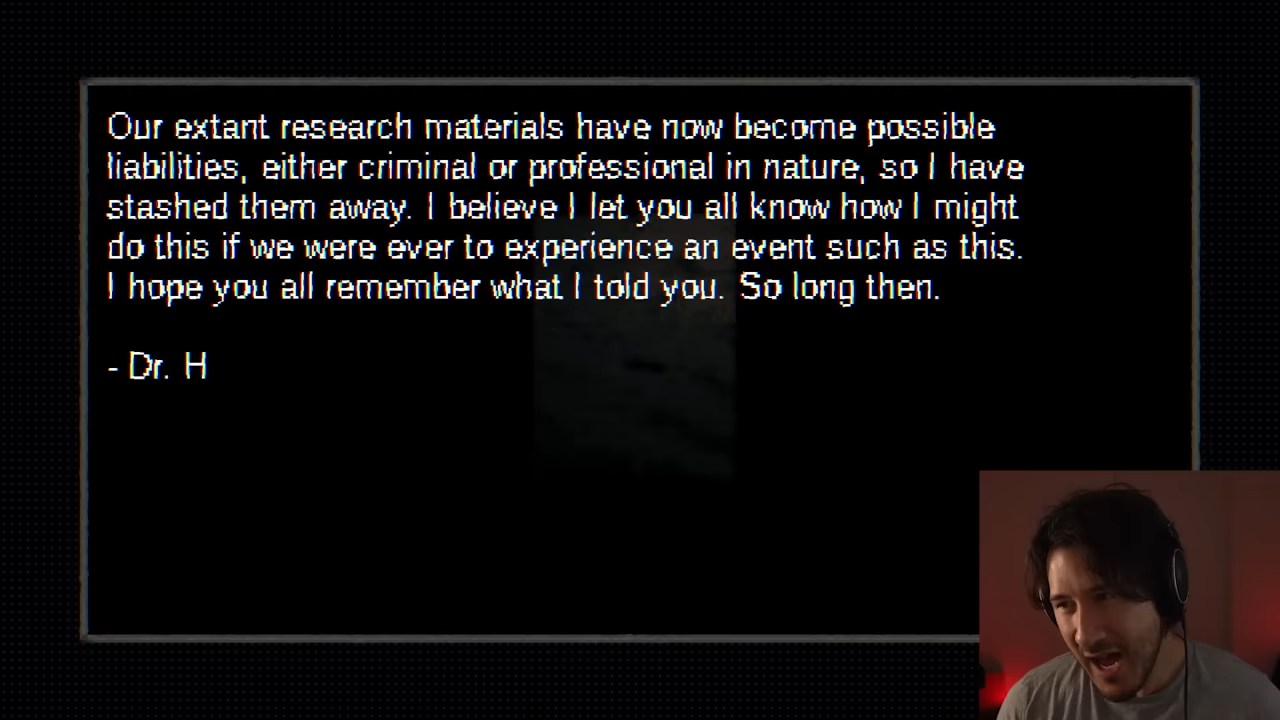 Our extant research materials have now become possible
liabilities, either criminal or professional in nature, so I have
stashed them away. I believe I let you all know how I might
do this if we were ever to experience an event such as this.
I hope you all remember what I told you. So long then.
- Dr. H